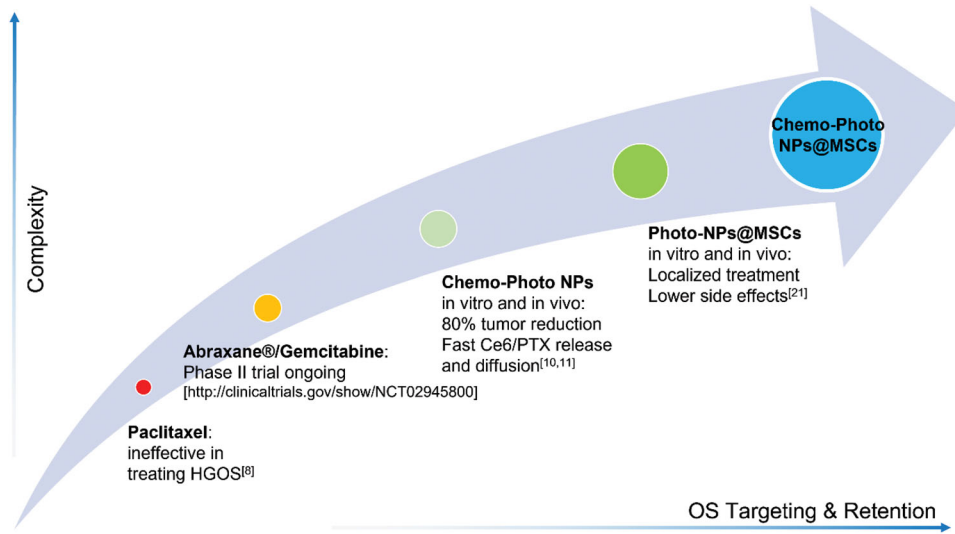 Complexity
Chemo-Photo
NPs@MSCs
Photo-NPs@MSCs
in vitro and in vivo:
Localized treatment
Lower side effects[21]
Chemo-Photo NPs
in vitro and in vivo:
80% tumor reduction
Fast Ce6/PTX release
and diffusion[10,11]
Abraxane®/Gemcitabine:
Phase II trial ongoing
[http://clinicaltrials.gov/show/NCT02945800]
Paclitaxel:
ineffective in
treating HGOS[8]
OS Targeting & Retention